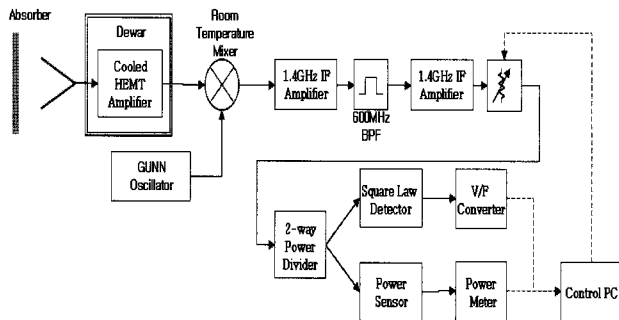 Absorber
Dewar
Cooled
HEMT
Amplifier
Room
Temperature
Mixer
1.4GHz IF
Amplifier
600MHz
BPF
1.4GHz IF
Amplifier
GUNN
Oscillator
2-way
Power
Divider
Square Law
Detector
V/F
Converter
Power
Sensor
Power
Meter
Control PC